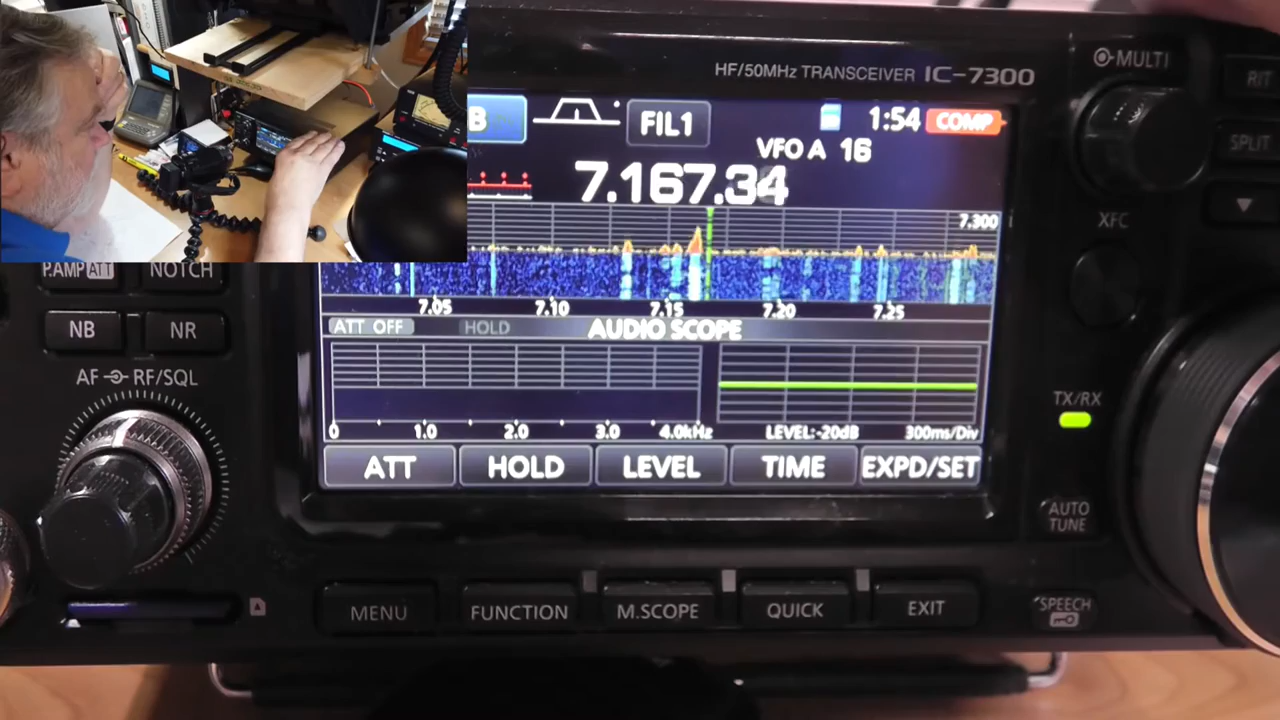 HF/50MHz TRANSCEIVER IC-7300
MULTI
RIT
B
FIL1
1:54 COMP
VFO A 16
SPLIT
7.167.34
XFC
7.300
P.AMP ATT NOTCH
7.05 7.10 7.15 7.20 7.25
ATT OFF HOLD AUDIO SCOPE
NB NR
AF RF/SQL
TX/RX
0 1.0 2.0 3.0 4.0kHz LEVEL:-20dB 300ms/Div
ATT HOLD LEVEL TIME EXPD/SET
AUTO
TUNE
MENU FUNCTION M.SCOPE QUICK EXIT SPEECH